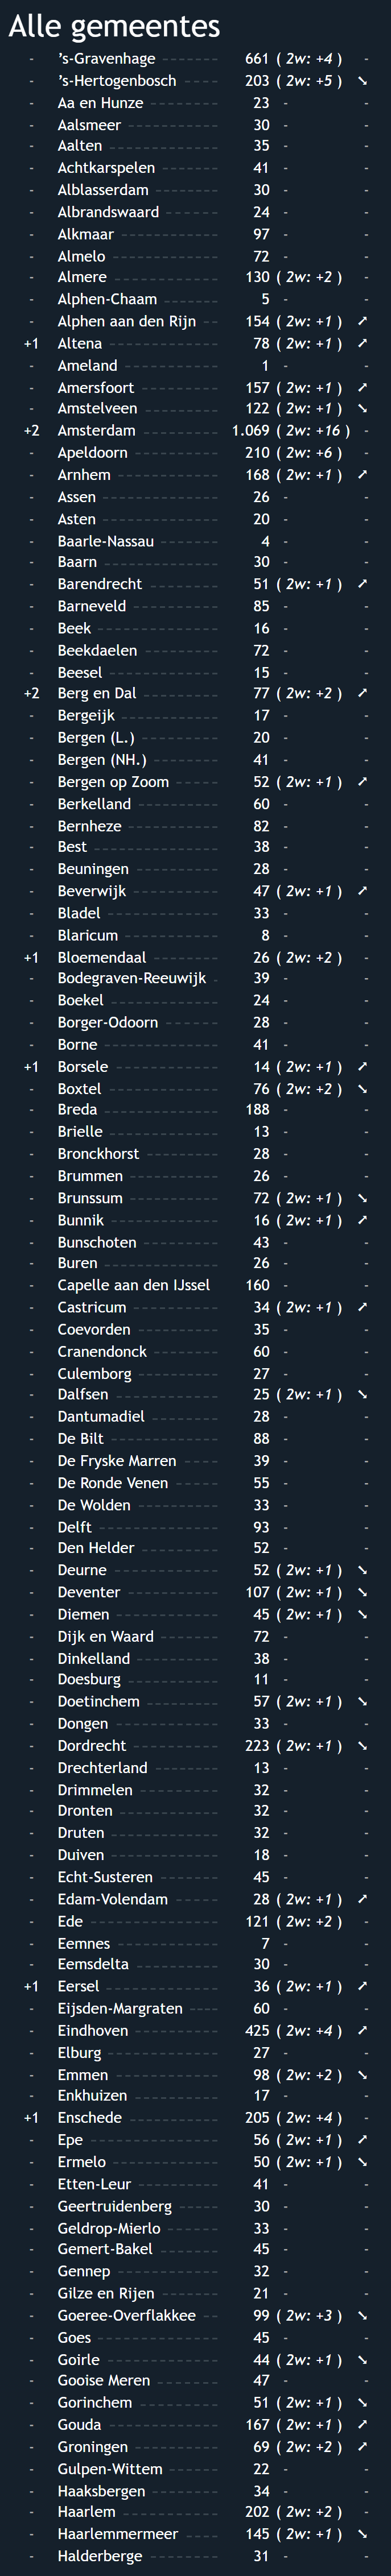 Alle gemeentes
- ’s-Gravenhage 661 ( 2w: +4 ) -
- ’s-Hertogenbosch 203 ( 2w: +5 ) ➘
- Aa en Hunze 23 - -
- Aalsmeer 30 - -
- Aalten 35 - -
- Achtkarspelen 41 - -
- Alblasserdam 30 - -
- Albrandswaard 24 - -
- Alkmaar 97 - -
- Almelo 72 - -
- Almere 130 ( 2w: +2 ) -
- Alphen-Chaam 5 - -
- Alphen aan den Rijn 154 ( 2w: +1 ) ➚
+1 Altena 78 ( 2w: +1 ) ➚
- Ameland 1 - -
- Amersfoort 157 ( 2w: +1 ) ➚
- Amstelveen 122 ( 2w: +1 ) ➘
+2 Amsterdam 1.069 ( 2w: +16 ) -
- Apeldoorn 210 ( 2w: +6 ) -
- Arnhem 168 ( 2w: +1 ) ➚
- Assen 26 - -
- Asten 20 - -
- Baarle-Nassau 4 - -
- Baarn 30 - -
- Barendrecht 51 ( 2w: +1 ) ➚
- Barneveld 85 - -
- Beek 16 - -
- Beekdaelen 72 - -
- Beesel 15 - -
+2 Berg en Dal 77 ( 2w: +2 ) ➚
- Bergeijk 17 - -
- Bergen (L.) 20 - -
- Bergen (NH.) 41 - -
- Bergen op Zoom 52 ( 2w: +1 ) ➚
- Berkelland 60 - -
- Bernheze 82 - -
- Best 38 - -
- Beuningen 28 - -
- Beverwijk 47 ( 2w: +1 ) ➚
- Bladel 33 - -
- Blaricum 8 - -
+1 Bloemendaal 26 ( 2w: +2 ) -
- Bodegraven-Reeuwijk 39 - -
- Boekel 24 - -
- Borger-Odoorn 28 - -
- Borne 41 - -
+1 Borsele 14 ( 2w: +1 ) ➚
- Boxtel 76 ( 2w: +2 ) ➘
- Breda 188 - -
- Brielle 13 - -
- Bronckhorst 28 - -
- Brummen 26 - -
- Brunssum 72 ( 2w: +1 ) ➘
- Bunnik 16 ( 2w: +1 ) ➚
- Bunschoten 43 - -
- Buren 26 - -
- Capelle aan den IJssel 160 - -
- Castricum 34 ( 2w: +1 ) ➚
- Coevorden 35 - -
- Cranendonck 60 - -
- Culemborg 27 - -
- Dalfsen 25 ( 2w: +1 ) ➘
- Dantumadiel 28 - -
- De Bilt 88 - -
- De Fryske Marren 39 - -
- De Ronde Venen 55 - -
- De Wolden 33 - -
- Delft 93 - -
- Den Helder 52 - -
- Deurne 52 ( 2w: +1 ) ➘
- Deventer 107 ( 2w: +1 ) ➘
- Diemen 45 ( 2w: +1 ) ➘
- Dijk en Waard 72 - -
- Dinkelland 38 - -
- Doesburg 11 - -
- Doetinchem 57 ( 2w: +1 ) ➘
- Dongen 33 - -
- Dordrecht 223 ( 2w: +1 ) ➘
- Drechterland 13 - -
- Drimmelen 32 - -
- Dronten 32 - -
- Druten 32 - -
- Duiven 18 - -
- Echt-Susteren 45 - -
- Edam-Volendam 28 ( 2w: +1 ) ➚
- Ede 121 ( 2w: +2 ) -
- Eemnes 7 - -
- Eemsdelta 30 - -
+1 Eersel 36 ( 2w: +1 ) ➚
- Eijsden-Margraten 60 - -
- Eindhoven 425 ( 2w: +4 ) ➚
- Elburg 27 - -
- Emmen 98 ( 2w: +2 ) ➘
- Enkhuizen 17 - -
+1 Enschede 205 ( 2w: +4 ) -
- Epe 56 ( 2w: +1 ) ➚
- Ermelo 50 ( 2w: +1 ) ➘
- Etten-Leur 41 - -
- Geertruidenberg 30 - -
- Geldrop-Mierlo 33 - -
- Gemert-Bakel 45 - -
- Gennep 32 - -
- Gilze en Rijen 21 - -
- Goeree-Overflakkee 99 ( 2w: +3 ) ➘
- Goes 45 - -
- Goirle 44 ( 2w: +1 ) ➘
- Gooise Meren 47 - -
- Gorinchem 51 ( 2w: +1 ) ➘
- Gouda 167 ( 2w: +1 ) ➚
- Groningen 69 ( 2w: +2 ) ➚
- Gulpen-Wittem 22 - -
- Haaksbergen 34 - -
- Haarlem 202 ( 2w: +2 ) -
- Haarlemmermeer 145 ( 2w: +1 ) ➘
- Halderberge 31 - -